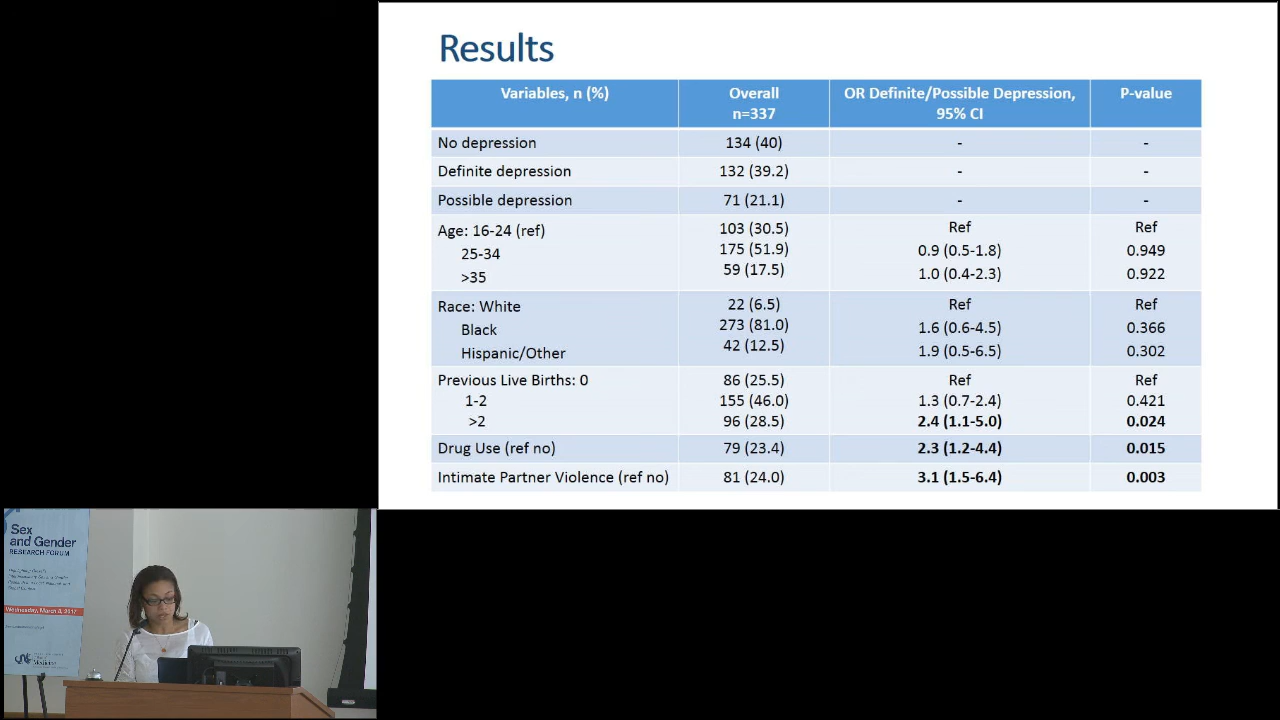 Results
Variables, n (%) Overall OR Definite/Possible Depression, P-value
n=337 95% CI
No depression 134 (40) - -
Definite depression 132 (39.2) - -
Possible depression 71 (21.1) - -
Age: 16-24 (ref) 103 (30.5) Ref Ref
25-34 175 (51.9) 0.9 (0.5-1.8) 0.949
>35 59 (17.5) 1.0 (0.4-2.3) 0.922
Race: White 22 (6.5) Ref Ref
Black 273 (81.0) 1.6 (0.6-4.5) 0.366
Hispanic/Other 42 (12.5) 1.9 (0.5-6.5) 0.302
Previous Live Births: 0 86 (25.5) Ref Ref
1-2 155 (46.0) 1.3 (0.7-2.4) 0.421
>2 96 (28.5) 2.4 (1.1-5.0) 0.024
Drug Use (ref no) 79 (23.4) 2.3 (1.2-4.4) 0.015
Intimate Partner Violence (ref no) 81 (24.0) 3.1 (1.5-6.4) 0.003
Sex
and Gender
RESEARCH FORUM
Wednesday, March 8, 2017
Medicine